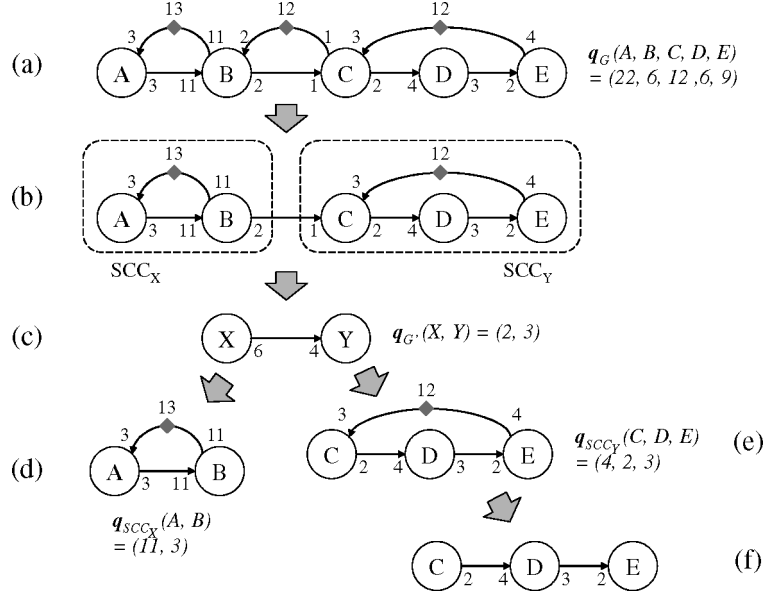 13 12 12
3 11 2 1 3 4
(a) A B C D E
3 11 2 1 2 4 3 2
q_G(A, B, C, D, E)
= (22, 6, 12 ,6, 9)
13 12
3 11 3 4
(b) A B C D E
3 11 2 1 2 4 3 2
SCC_X SCC_Y
(c) X Y
6 4
q_G'(X, Y) = (2, 3)
13
3 11
(d) A B
3 11
q_SCC_X(A, B)
= (11, 3)
12
3 4
C D E
2 4 3 2
q_SCC_Y(C, D, E)
= (4, 2, 3)
(e)
C D E
2 4 3 2
(f)